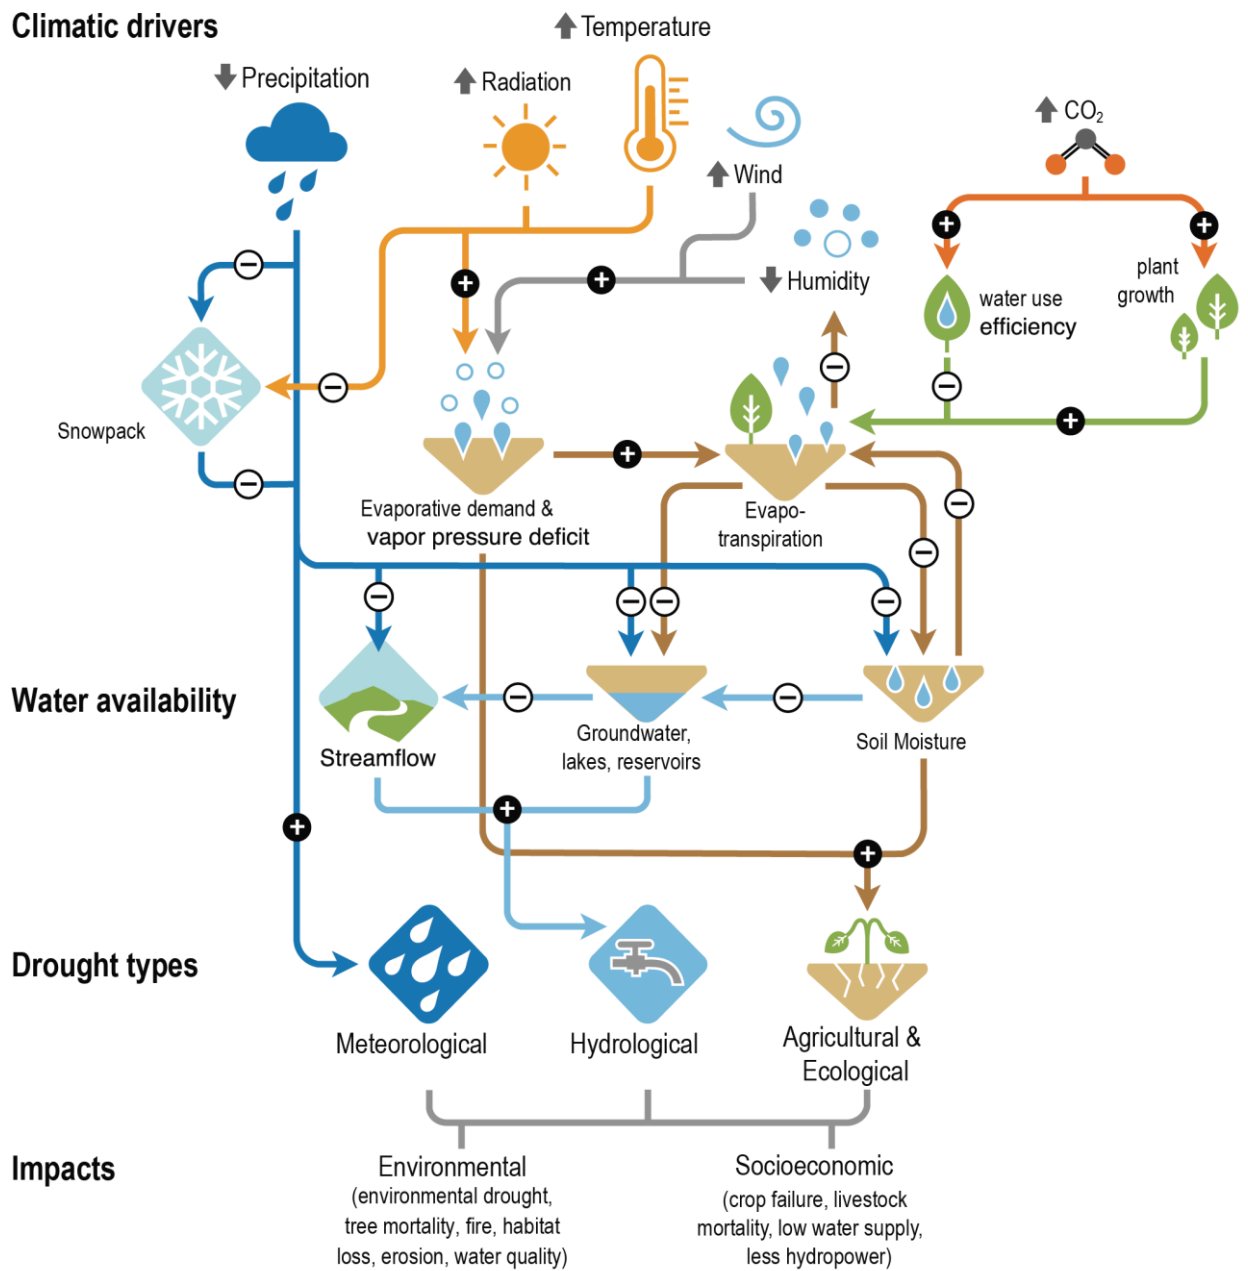 Climatic drivers
Temperature
Precipitation
Radiation
CO₂
Wind
Humidity
plant
growth
water use
efficiency
Snowpack
Evaporative demand &
vapor pressure deficit
Evapo-
transpiration
Water availability
Streamflow
Groundwater,
lakes, reservoirs
Soil Moisture
Drought types
Meteorological
Hydrological
Agricultural &
Ecological
Impacts
Environmental
(environmental drought,
tree mortality, fire, habitat
loss, erosion, water quality)
Socioeconomic
(crop failure, livestock
mortality, low water supply,
less hydropower)